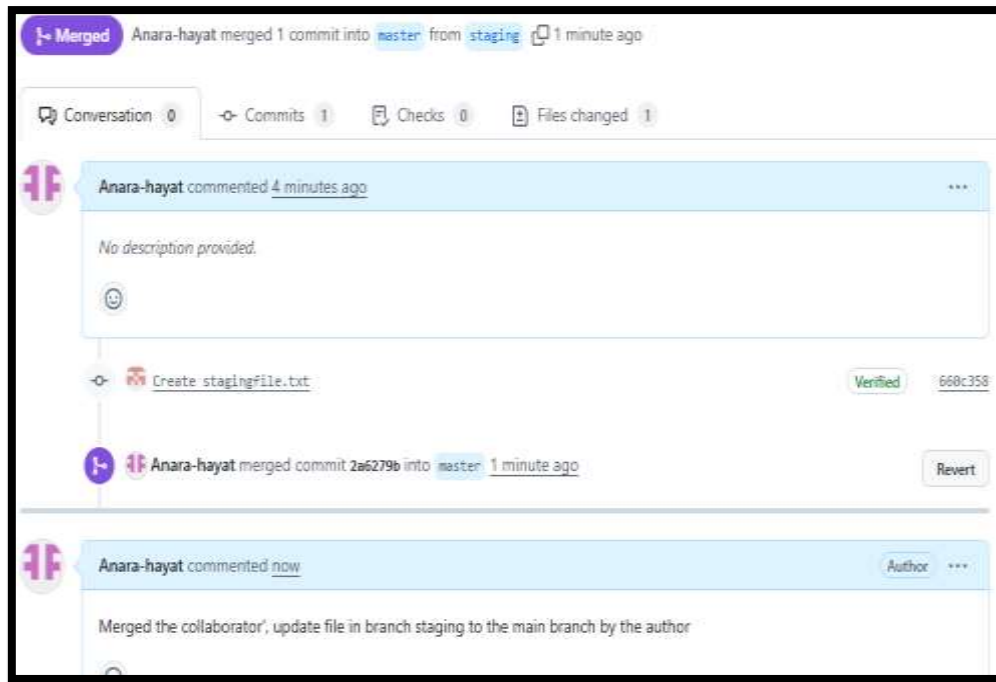 Merged Anara-hayat merged 1 commit into master from staging 1 minute ago
Conversation 0 Commits 1 Checks 0 Files changed 1
Anara-hayat commented 4 minutes ago ...
No description provided.
Create stagingfile.txt Verified 660c358
Anara-hayat merged commit 2a6279b into master 1 minute ago Revert
Anara-hayat commented now Author ...
Merged the collaborator', update file in branch staging to the main branch by the author